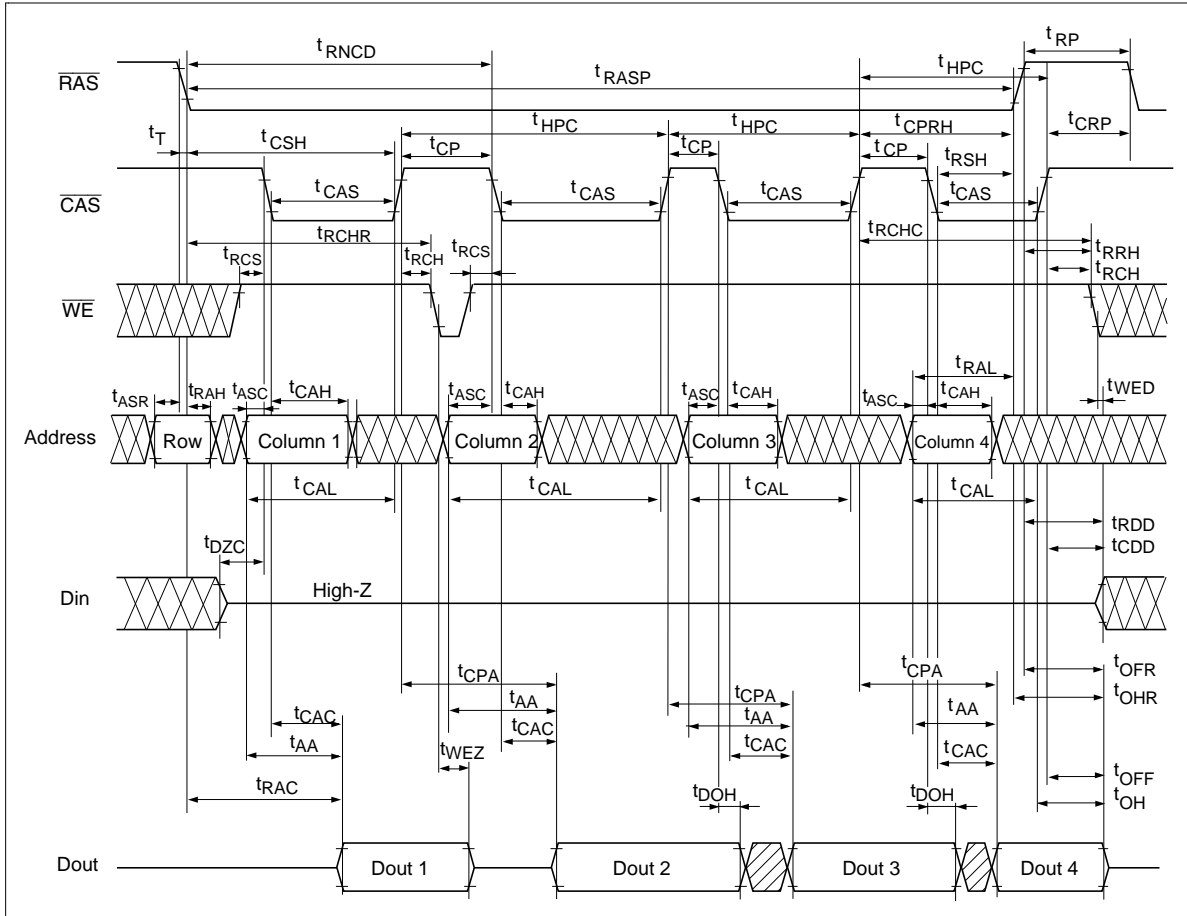 tRNCD
tRP
tRASP
tHPC
RAS
tT
tCSH
tHPC
tHPC
tCPRH
tCRP
tCP
tCP
tCP
tRSH
CAS
tCAS
tCAS
tCAS
tCAS
tRCHR
tRCHC
tRCS
tRCH
tRCS
tRRH
tRCH
WE
tRAL
tASR
tRAH
tASC
tCAH
tASC
tCAH
tASC
tCAH
tASC
tCAH
tWED
Address
Row
Column 1
Column 2
Column 3
Column 4
tCAL
tCAL
tCAL
tCAL
tRDD
tDZC
tCDD
Din
High-Z
tCPA
tCPA
tCPA
tOFR
tOHR
tCAC
tAA
tAA
tAA
tAA
tCAC
tCAC
tCAC
tWEZ
tRAC
tDOH
tDOH
tOFF
tOH
Dout
Dout 1
Dout 2
Dout 3
Dout 4